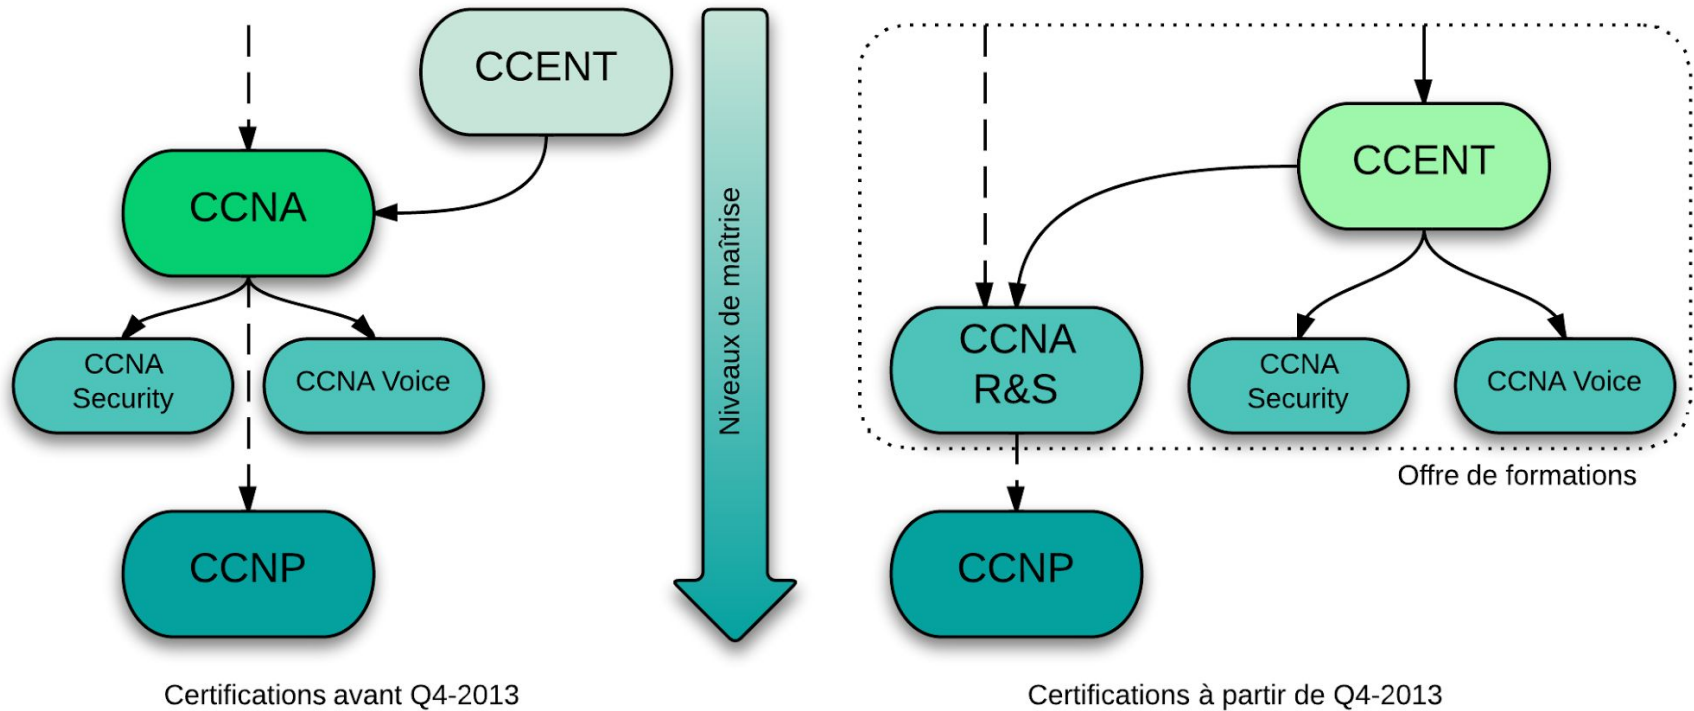 CCENT
CCNA
CCNA
Security
CCNA Voice
CCNP
Certifications avant Q4-2013
Niveaux de maîtrise
CCENT
CCNA
R&S
CCNA
Security
CCNA Voice
Offre de formations
CCNP
Certifications à partir de Q4-2013